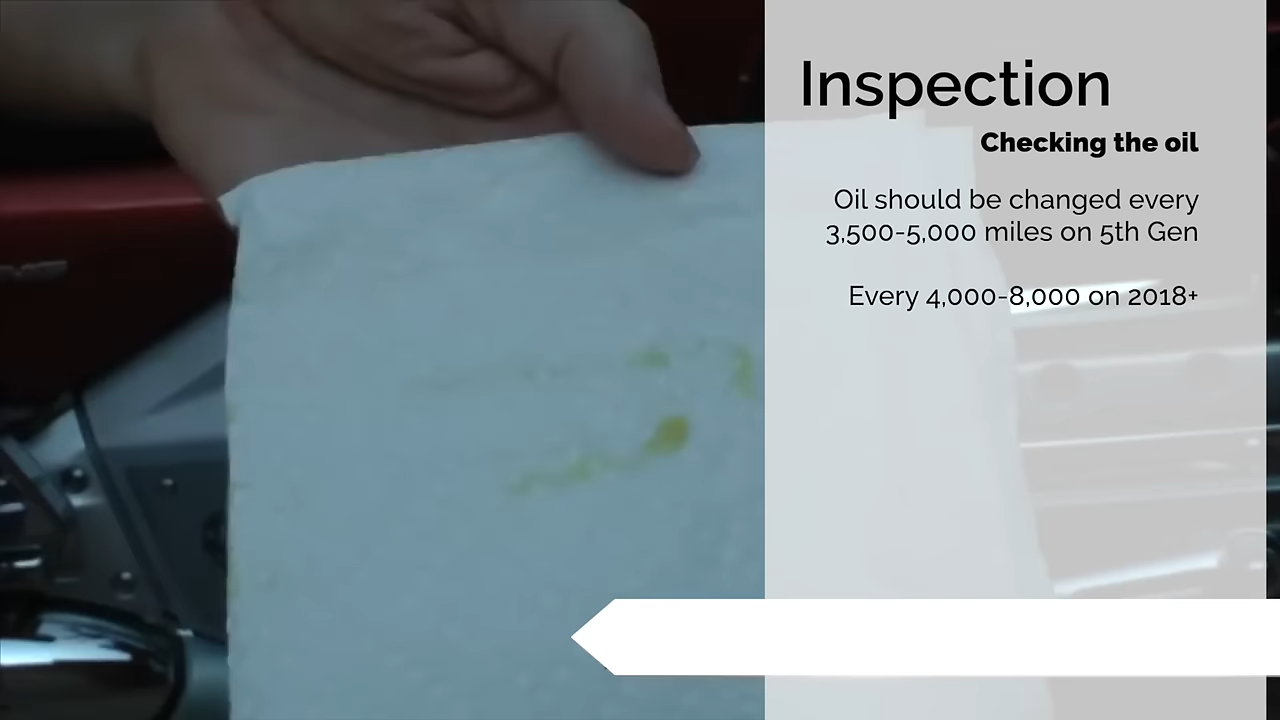 Inspection
Checking the oil
Oil should be changed every
3,500-5,000 miles on 5th Gen
Every 4,000-8,000 on 2018+